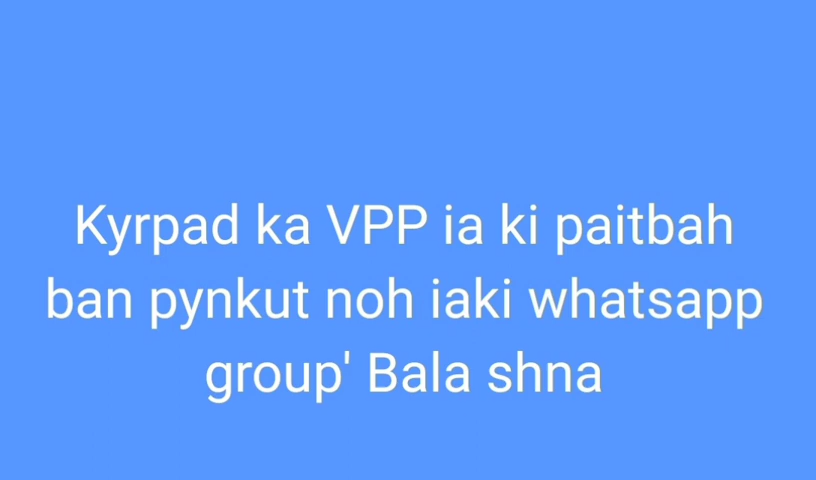 Kyrpad ka VPP ia ki paitbah
ban pynkut noh iaki whatsapp
group' Bala shna